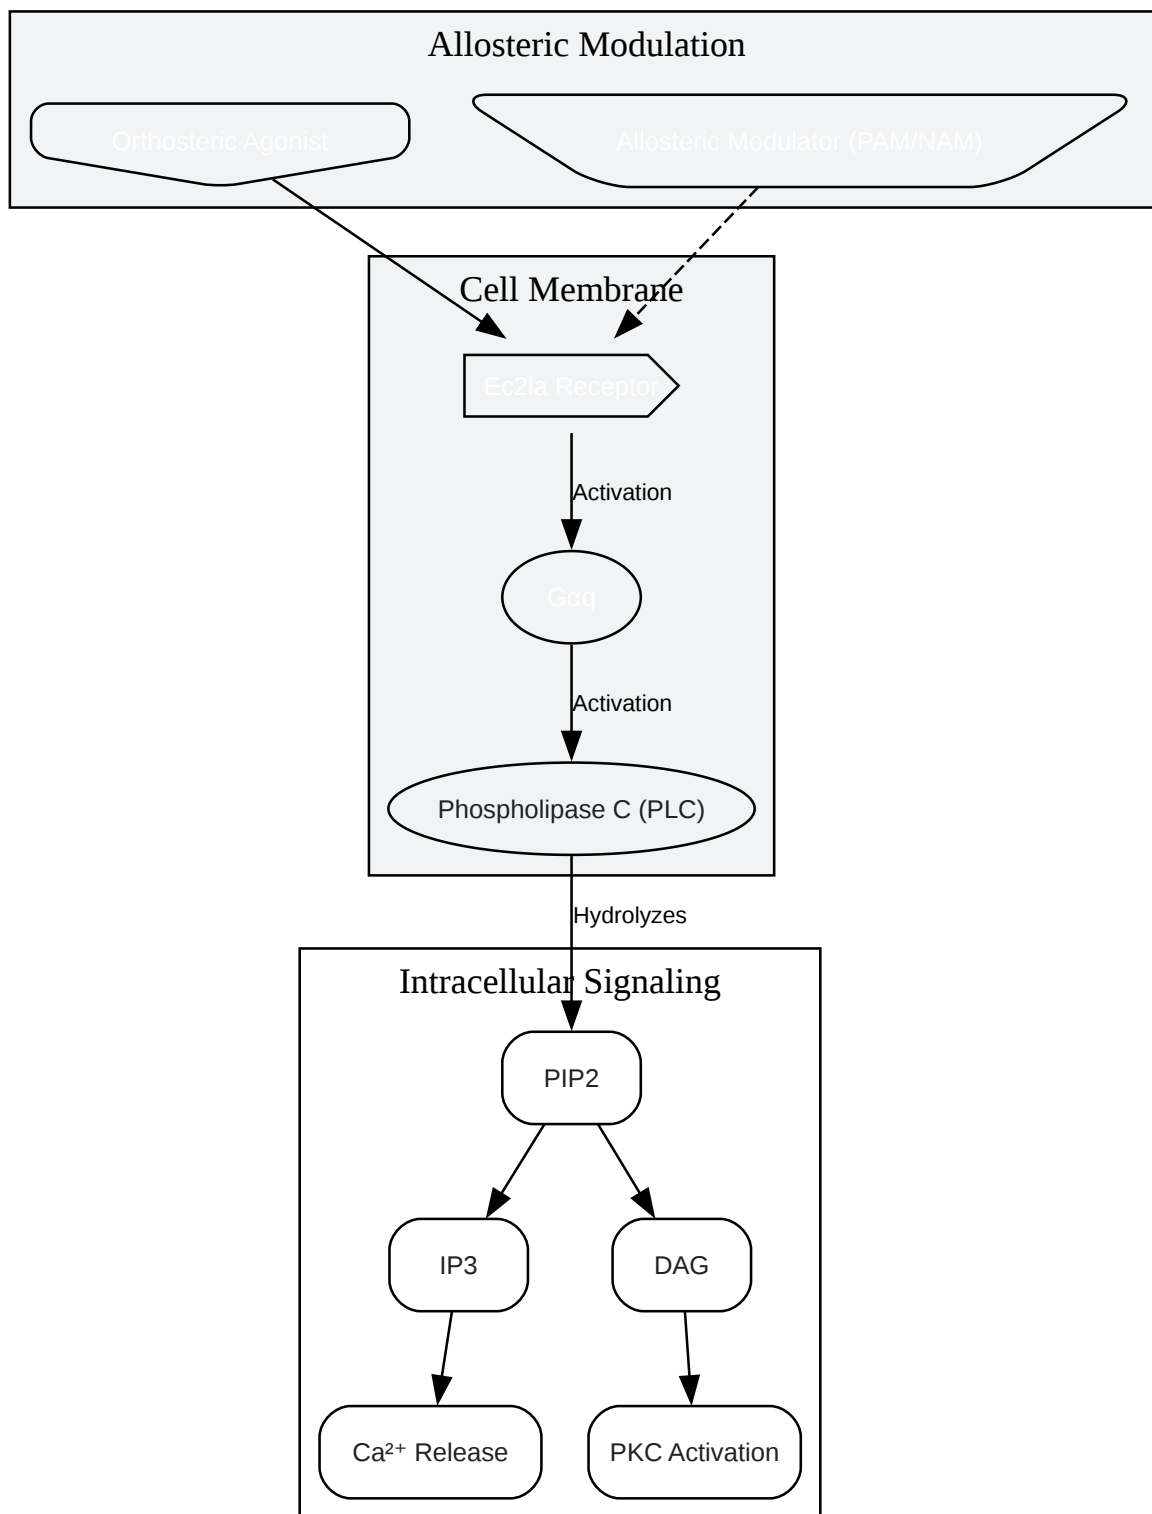 Allosteric Modulation
Orthosteric Agonist
Allosteric Modulator (PAM/NAM)
Cell Membrane
Ec2la Receptor
Activation
Gαq
Activation
Phospholipase C (PLC)
Hydrolyzes
Intracellular Signaling
PIP2
IP3
DAG
Ca²⁺ Release
PKC Activation